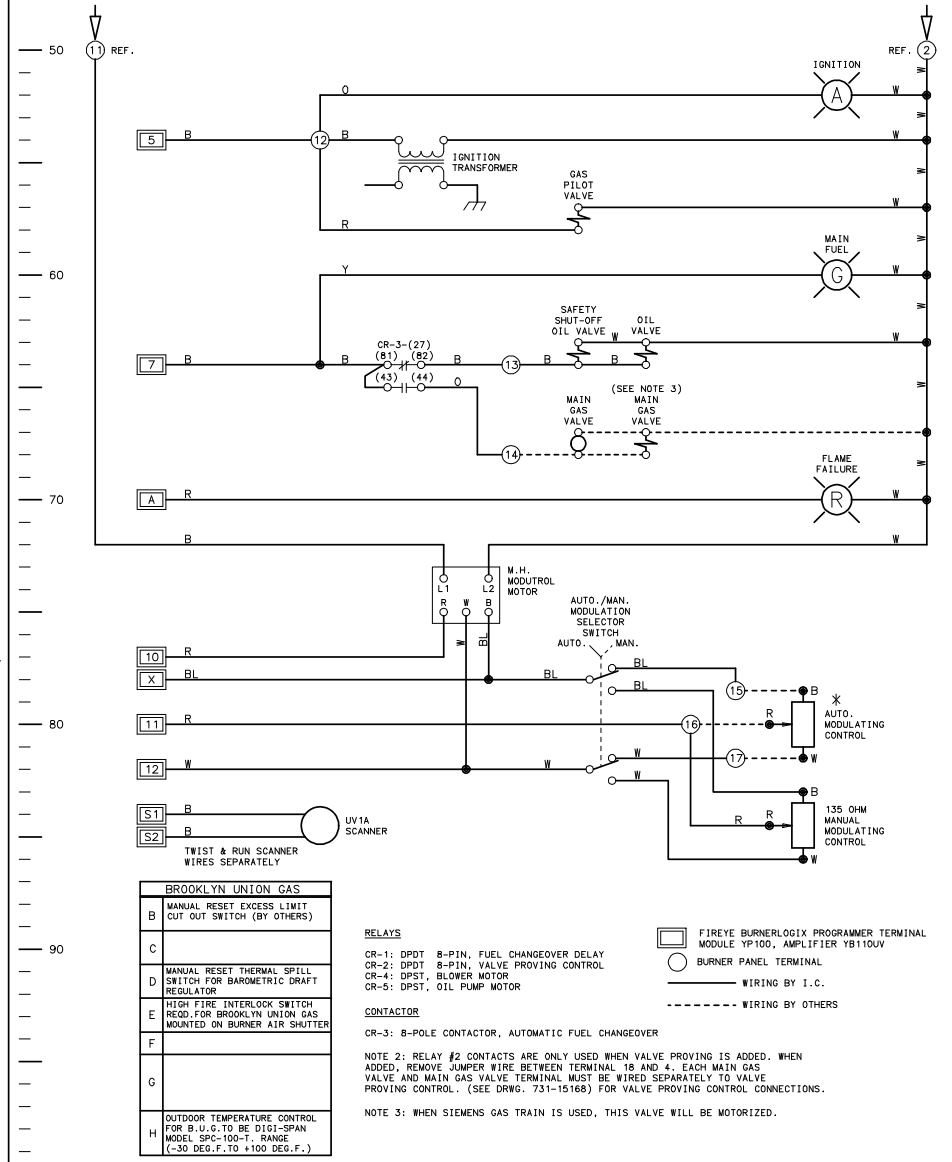 50
11 REF.
REF. 2
W
IGNITION
O
A
W
W
5
B
12
B
W
IGNITION
TRANSFORMER
GAS
PILOT
VALVE
W
W
R
W
MAIN
FUEL
60
Y
G
W
W
SAFETY
SHUT-OFF
OIL VALVE
OIL
VALVE
W
W
CR-3-(27)
(81) (82)
7
B
B
B
13
B
B
(43) (44)
O
W
(SEE NOTE 3)
MAIN
GAS
VALVE
MAIN
GAS
VALVE
14
W
FLAME
FAILURE
70
A
R
R
W
B
W
M.H.
MODUTROL
MOTOR
L1 L2
R W B
W
BL
AUTO./MAN.
MODULATION
SELECTOR
SWITCH
AUTO. MAN.
10
R
X
BL
BL
BL
BL
15
B
80
11
R
16
R
AUTO.
MODULATING
CONTROL
12
W
W
W
17
W
W
B
S1
B
S2
B
UV1A
SCANNER
R
R
135 OHM
MANUAL
MODULATING
CONTROL
W
TWIST & RUN SCANNER
WIRES SEPARATELY
BROOKLYN UNION GAS
B MANUAL RESET EXCESS LIMIT
CUT OUT SWITCH (BY OTHERS)
C
D MANUAL RESET THERMAL SPILL
SWITCH FOR BAROMETRIC DRAFT
REGULATOR
E HIGH FIRE INTERLOCK SWITCH
REQD.FOR BROOKLYN UNION GAS
MOUNTED ON BURNER AIR SHUTTER
F
G
H OUTDOOR TEMPERATURE CONTROL
FOR B.U.G.TO BE DIGI-SPAN
MODEL SPC-100-T. RANGE
(-30 DEG.F.TO +100 DEG.F.)
90
RELAYS
CR-1: DPDT 8-PIN, FUEL CHANGEOVER DELAY
CR-2: DPDT 8-PIN, VALVE PROVING CONTROL
CR-4: DPST, BLOWER MOTOR
CR-5: DPST, OIL PUMP MOTOR
CONTACTOR
CR-3: 8-POLE CONTACTOR, AUTOMATIC FUEL CHANGEOVER
NOTE 2: RELAY #2 CONTACTS ARE ONLY USED WHEN VALVE PROVING IS ADDED. WHEN
ADDED, REMOVE JUMPER WIRE BETWEEN TERMINAL 18 AND 4. EACH MAIN GAS
VALVE AND MAIN GAS VALVE TERMINAL MUST BE WIRED SEPARATELY TO VALVE
PROVING CONTROL. (SEE DRWG. 731-15168) FOR VALVE PROVING CONTROL CONNECTIONS.
NOTE 3: WHEN SIEMENS GAS TRAIN IS USED, THIS VALVE WILL BE MOTORIZED.
FIREYE BURNERLOGIX PROGRAMMER TERMINAL
MODULE YP100, AMPLIFIER YB110UV
BURNER PANEL TERMINAL
WIRING BY I.C.
WIRING BY OTHERS